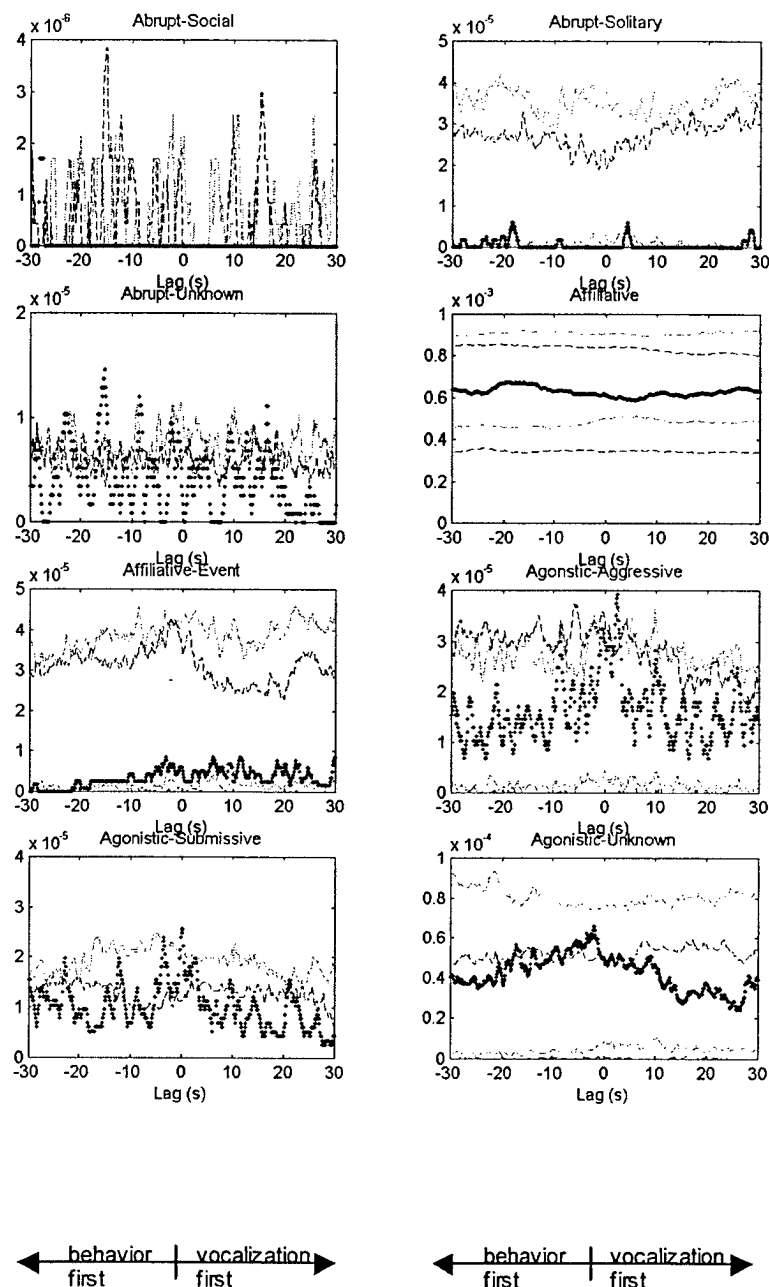 Abrupt-Social
x 10-6
4
3
2
1
0
-30 -20 -10 0 10 20 30
Lag (s)
Abrupt-Solitary
x 10-5
5
4
3
2
1
0
-30 -20 -10 0 10 20 30
Lag (s)
Abrupt-Unknown
x 10-5
2
1
0
-30 -20 -10 0 10 20 30
Lag (s)
Affiliative
x 10-3
1
0.8
0.6
0.4
0.2
0
-30 -20 -10 0 10 20 30
Lag (s)
Affiliative-Event
x 10-5
5
4
3
2
1
0
-30 -20 -10 0 10 20 30
Lag (s)
Agonstic-Aggressive
x 10-5
4
3
2
1
0
-30 -20 -10 0 10 20 30
Lag (s)
Agonistic-Submissive
x 10-5
4
3
2
1
0
-30 -20 -10 0 10 20 30
Lag (s)
Agonistic-Unknown
x 10-4
1
0.8
0.6
0.4
0.2
0
-30 -20 -10 0 10 20 30
Lag (s)
behavior vocalization
first first
behavior vocalization
first first